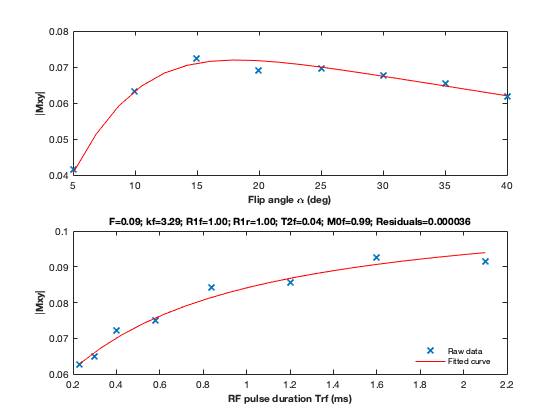 0.08
0.07
0.06
0.05
0.04
|Mxy|
5 10 15 20 25 30 35 40
Flip angle α (deg)
F=0.09; kf=3.29; R1f=1.00; R1r=1.00; T2f=0.04; M0f=0.99; Residuals=0.000036
0.1
0.09
0.08
0.07
0.06
|Mxy|
Raw data
Fitted curve
0.2 0.4 0.6 0.8 1 1.2 1.4 1.6 1.8 2 2.2
RF pulse duration Trf (ms)